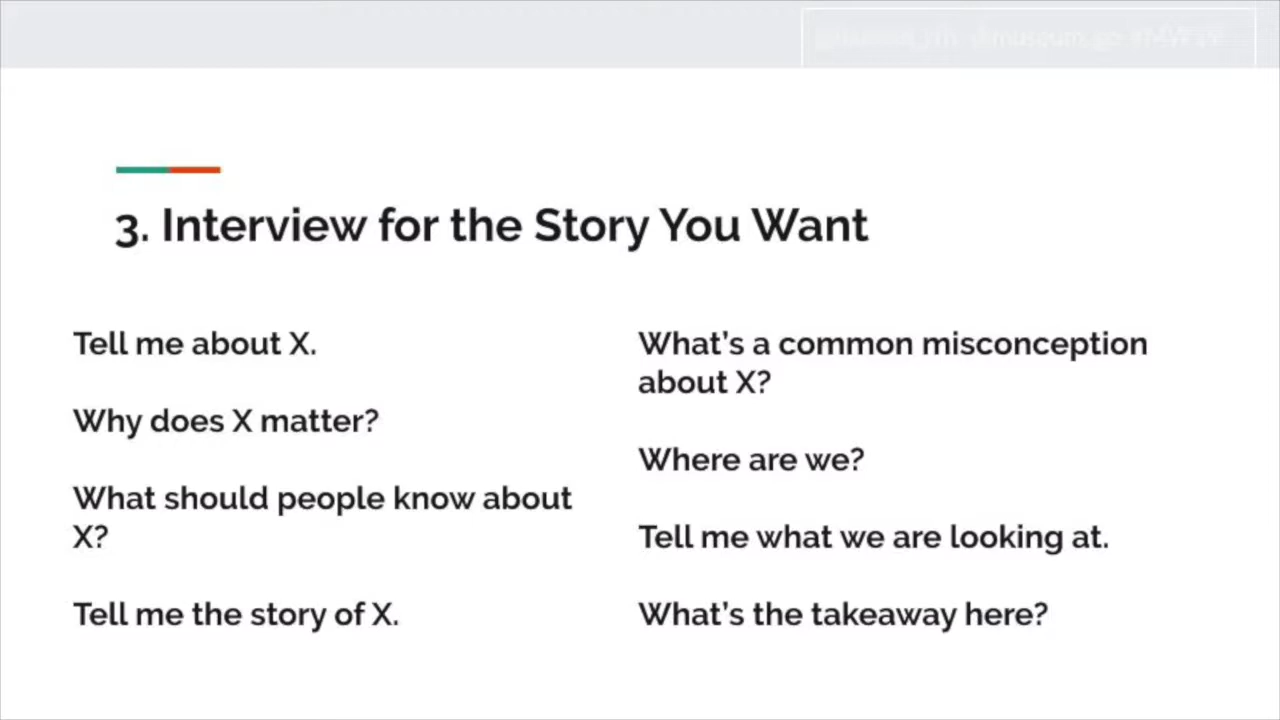 3. Interview for the Story You Want
Tell me about X.
Why does X matter?
What should people know about
X?
Tell me the story of X.
What's a common misconception
about X?
Where are we?
Tell me what we are looking at.
What's the takeaway here?